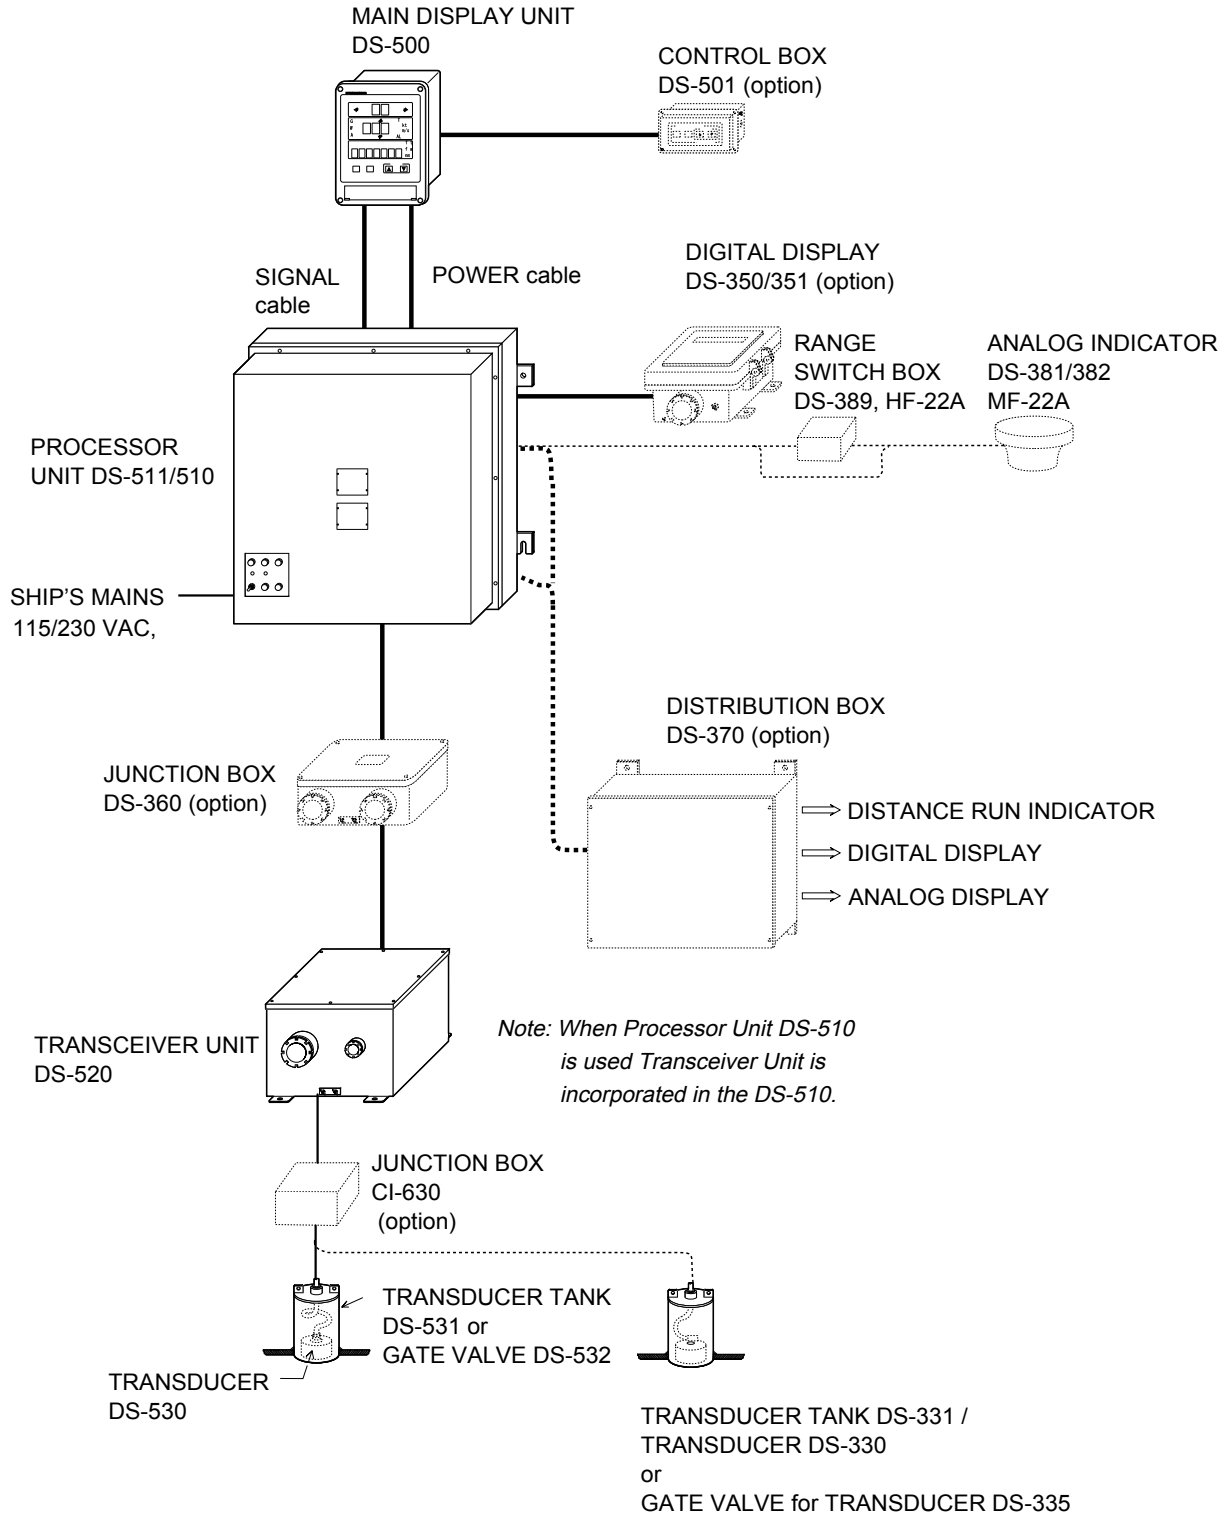 MAIN DISPLAY UNIT
DS-500
CONTROL BOX
DS-501 (option)
SIGNAL
cable
POWER cable
DIGITAL DISPLAY
DS-350/351 (option)
RANGE
SWITCH BOX
DS-389, HF-22A
ANALOG INDICATOR
DS-381/382
MF-22A
PROCESSOR
UNIT DS-511/510
SHIP'S MAINS
115/230 VAC,
DISTRIBUTION BOX
DS-370 (option)
JUNCTION BOX
DS-360 (option)
DISTANCE RUN INDICATOR
DIGITAL DISPLAY
ANALOG DISPLAY
TRANSCEIVER UNIT
DS-520
Note: When Processor Unit DS-510
is used Transceiver Unit is
incorporated in the DS-510.
JUNCTION BOX
CI-630
(option)
TRANSDUCER TANK
DS-531 or
GATE VALVE DS-532
TRANSDUCER
DS-530
TRANSDUCER TANK DS-331 /
TRANSDUCER DS-330
or
GATE VALVE for TRANSDUCER DS-335